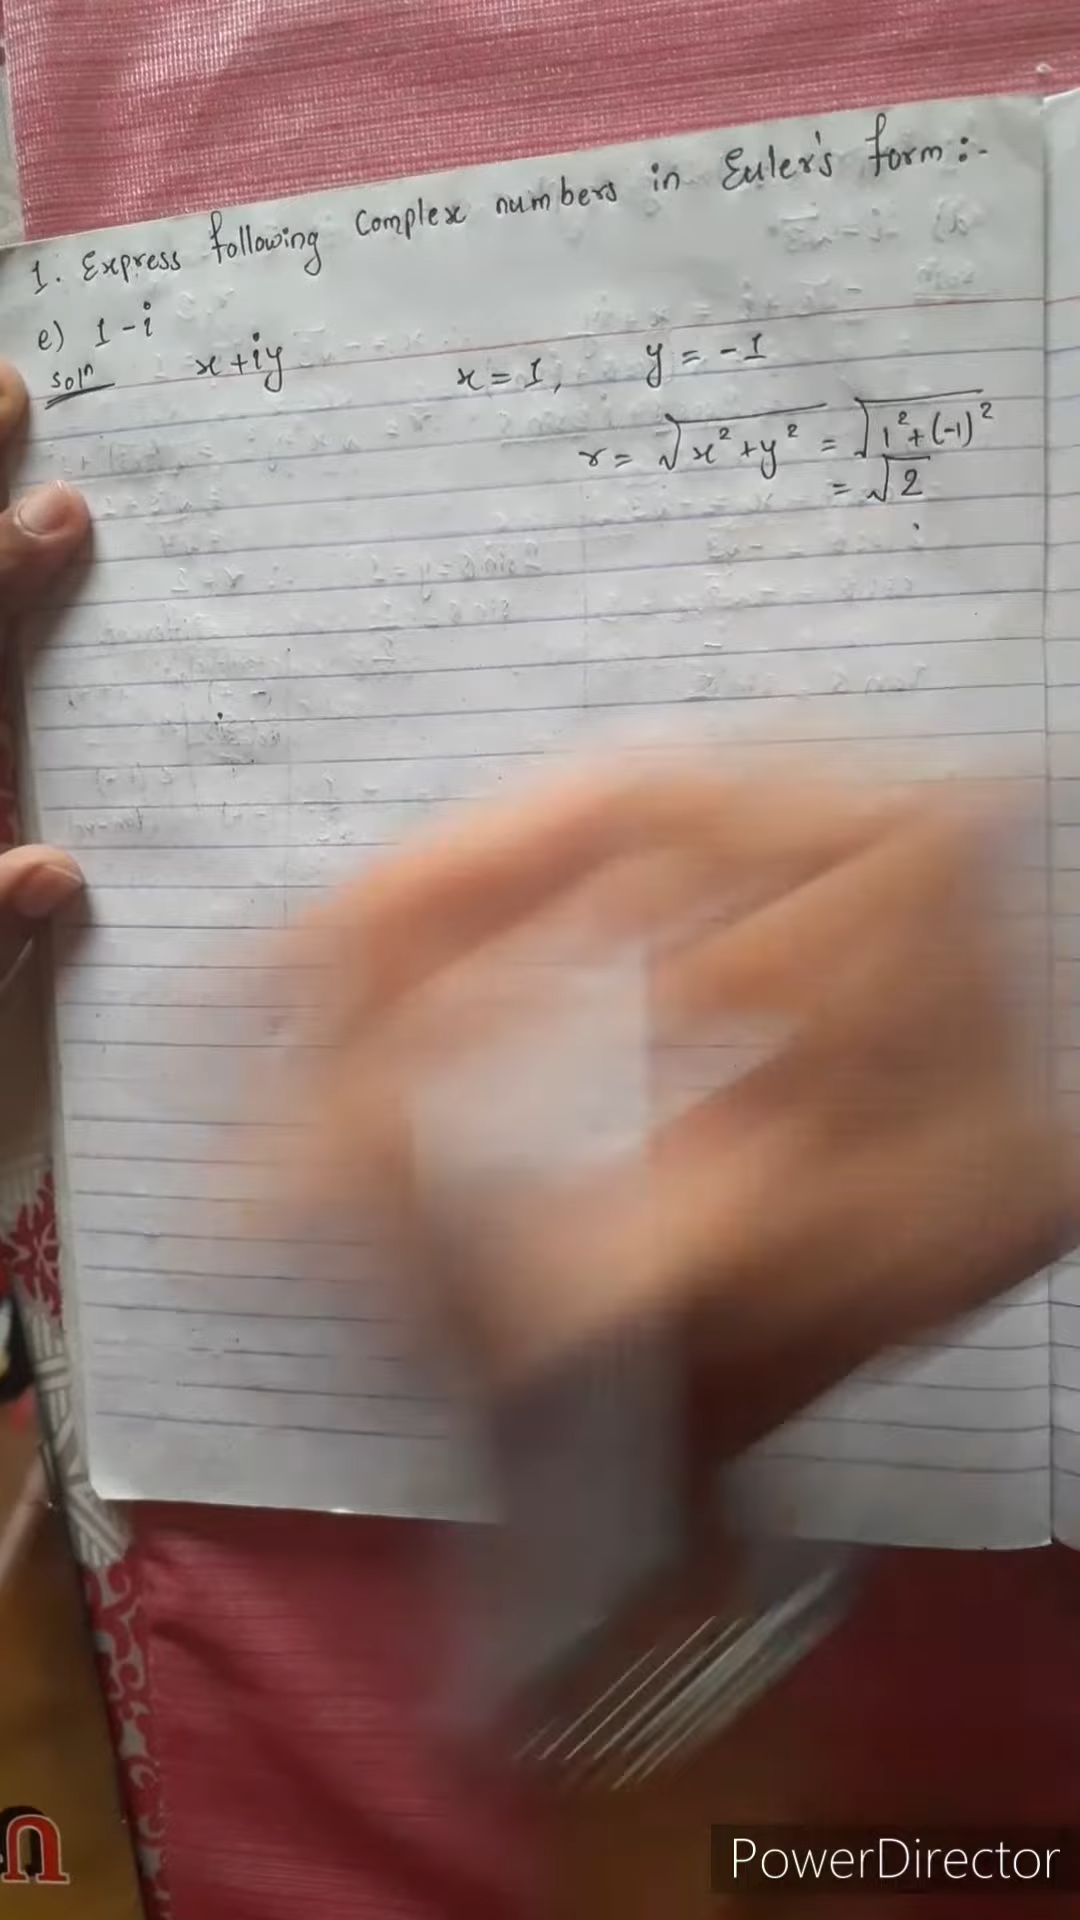 1. Express following Complex numbers in Euler's form :-
e) 1-i
soln x+iy x = 1, y = -1
r = √x²+y² = √1²+(-1)²
= √2
n
PowerDirector